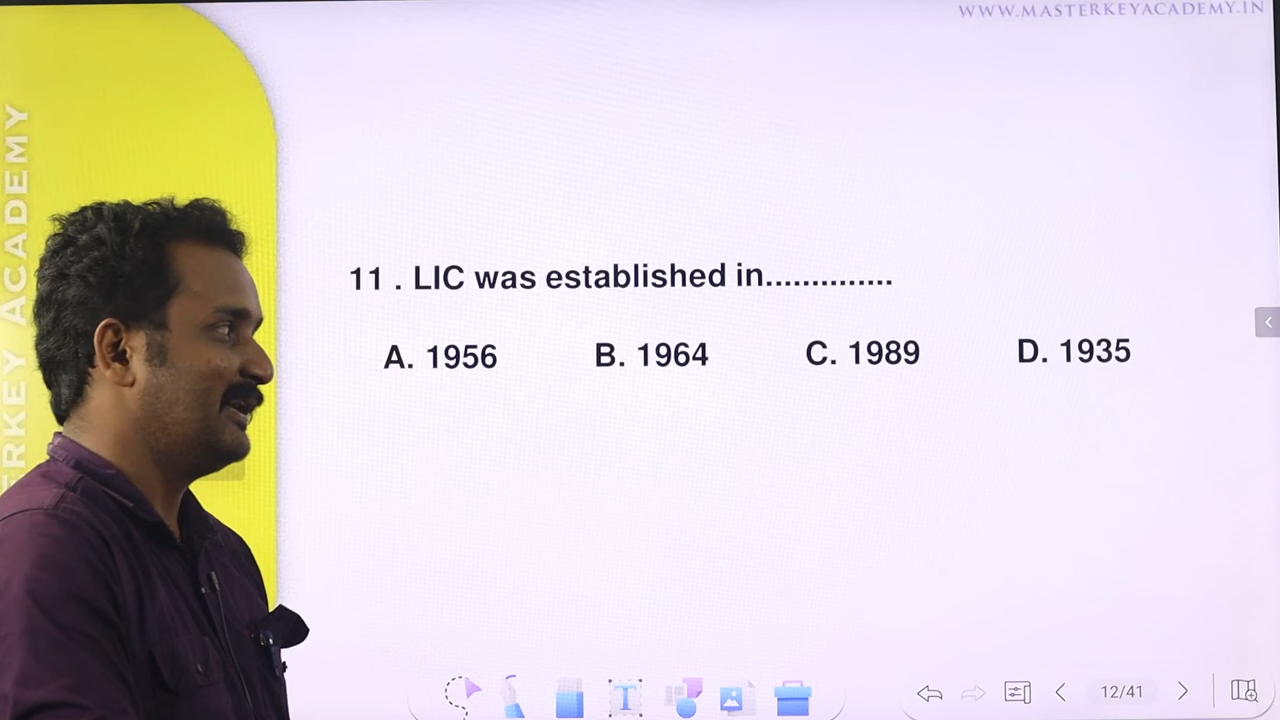 WWW.MASTERKEYACADEMY.IN
ERKEY ACADEMY
11 . LIC was established in..............
A. 1956 B. 1964 C. 1989 D. 1935
T
12/41